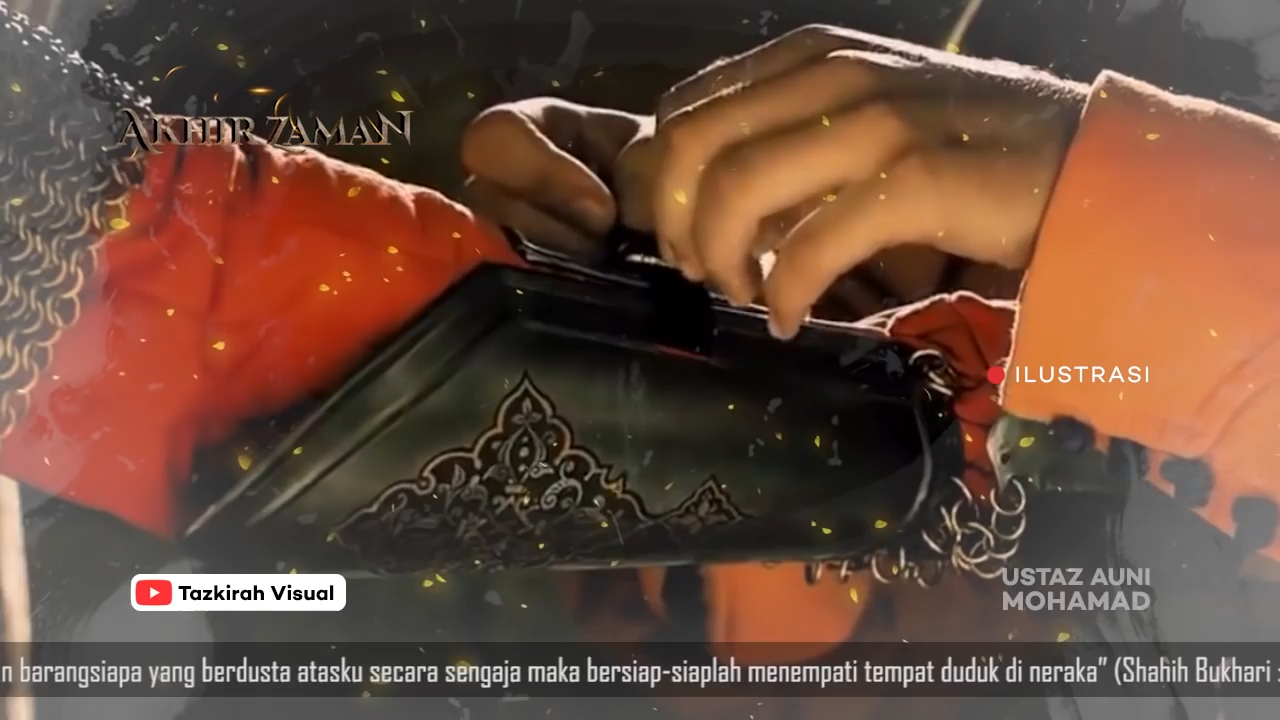 AKHIR ZAMAN
ILUSTRASI
Tazkirah Visual
USTAZ AUNI
MOHAMAD
n barangsiapa yang berdusta atasku secara sengaja maka bersiap-siaplah menempati tempat duduk di neraka” (Shahih Bukhari :